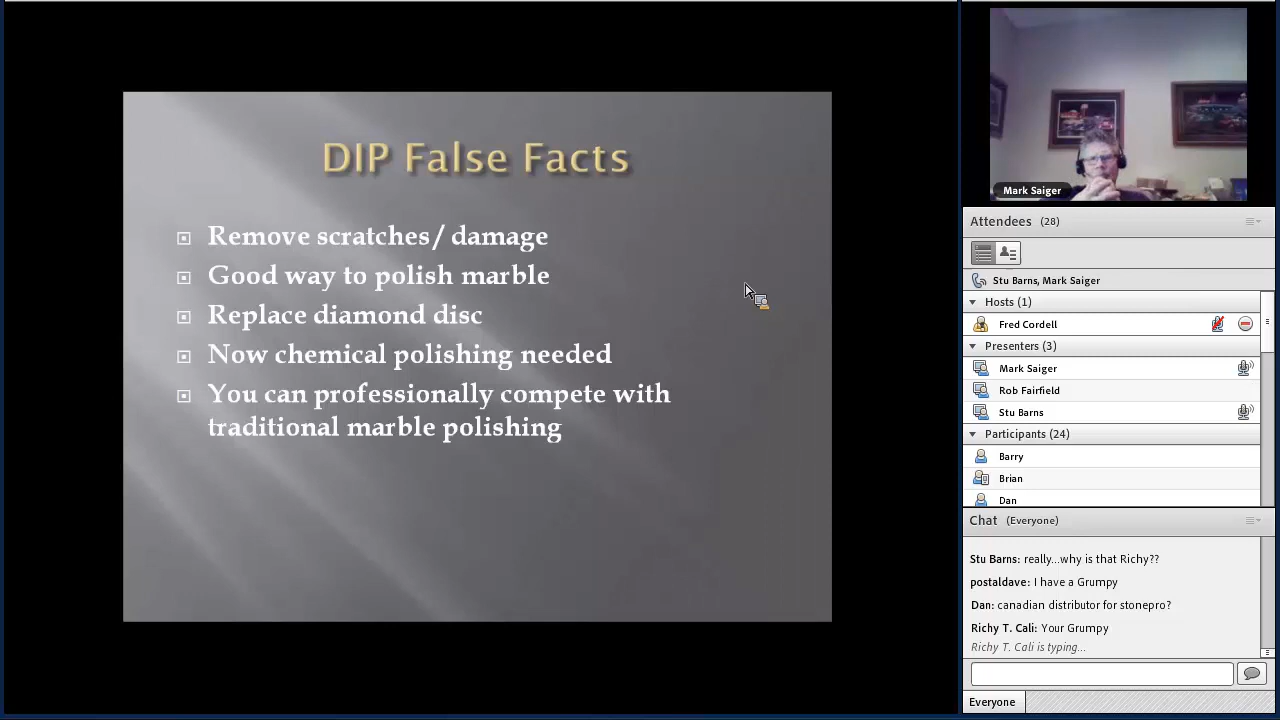 DIP False Facts
Remove scratches / damage
Good way to polish marble
Replace diamond disc
Now chemical polishing needed
You can professionally compete with
traditional marble polishing
Mark Saiger
Attendees (28)
Stu Barns, Mark Saiger
Hosts (1)
Fred Cordell
Presenters (3)
Mark Saiger
Rob Fairfield
Stu Barns
Participants (24)
Barry
Brian
Dan
Chat (Everyone)
Stu Barns: really...why is that Richy??
postaldave: I have a Grumpy
Dan: canadian distributor for stonepro?
Richy T. Cali: Your Grumpy
Richy T. Cali is typing...
Everyone